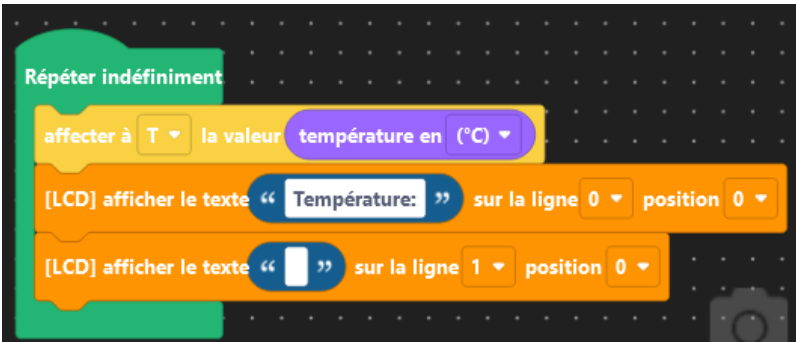 Répéter indéfiniment
affecter à T la valeur température en (°C)
[LCD] afficher le texte “ Température: ” sur la ligne 0 position 0
[LCD] afficher le texte “ ” sur la ligne 1 position 0